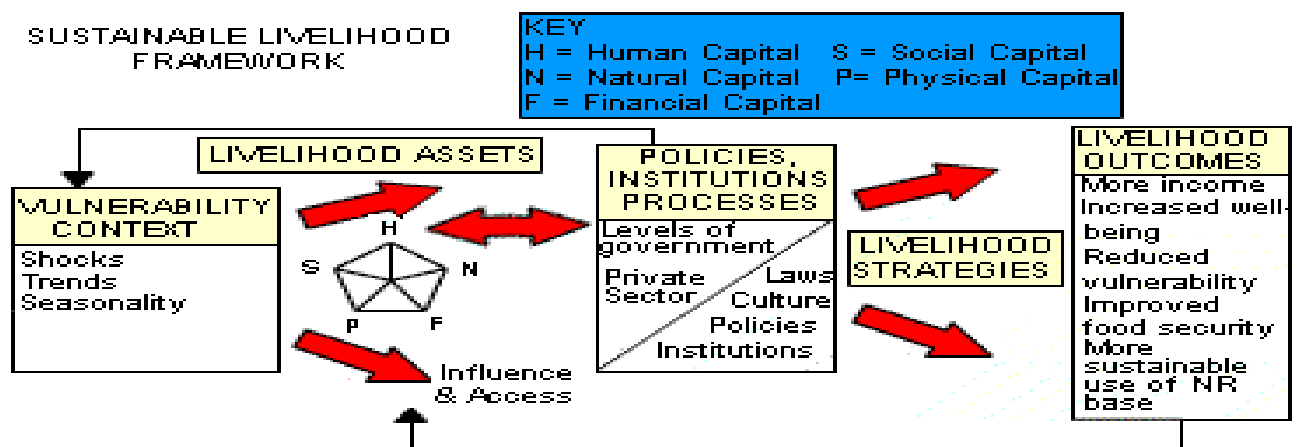 SUSTAINABLE LIVELIHOOD
FRAMEWORK
KEY
H = Human Capital S = Social Capital
N = Natural Capital P= Physical Capital
F = Financial Capital
LIVELIHOOD ASSETS
VULNERABILITY
CONTEXT
Shocks
Trends
Seasonality
H
S
N
P
F
Influence
& Access
POLICIES,
INSTITUTIONS
PROCESSES
Levels of
government
Private
Sector
Laws
Culture
Policies
Institutions
LIVELIHOOD
STRATEGIES
LIVELIHOOD
OUTCOMES
More income
Increased well-
being
Reduced
vulnerability
Improved
food security
More
sustainable
use of NR
base